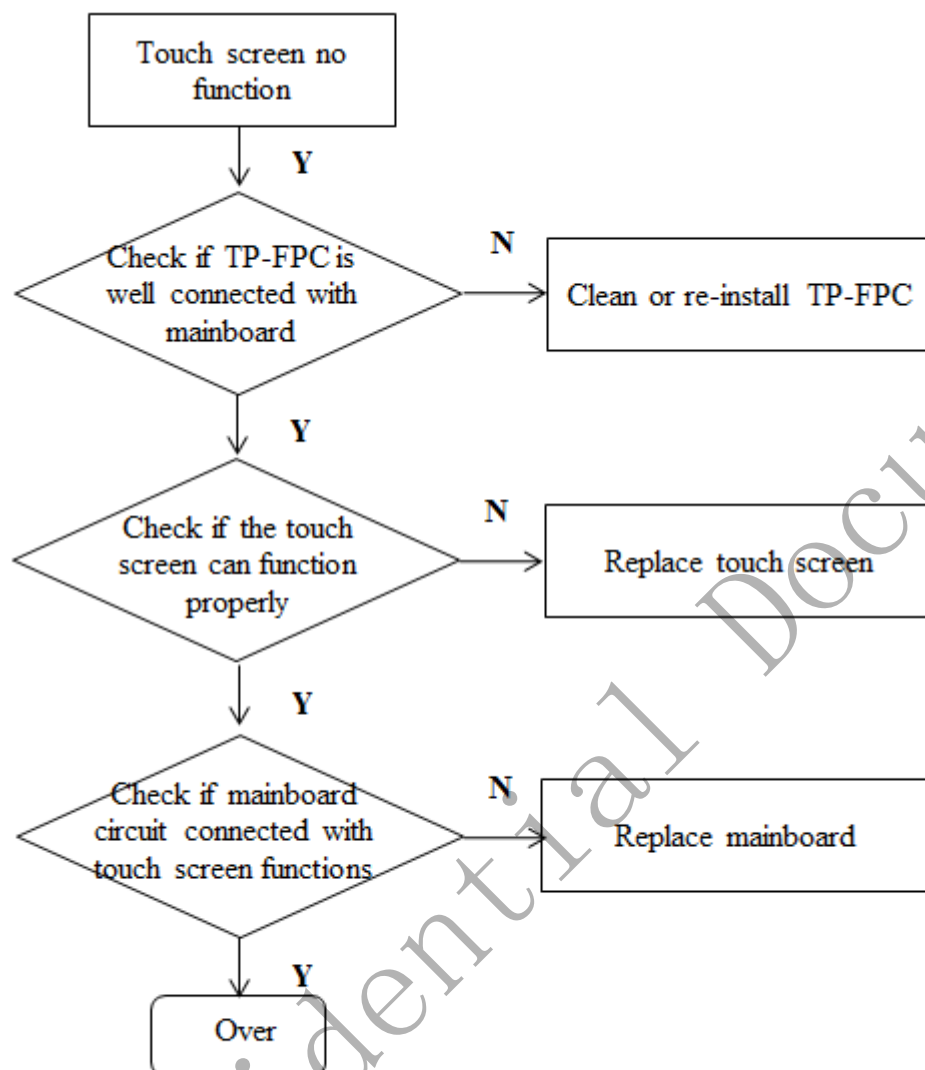 Touch screen no
function
Y
Check if TP-FPC is
well connected with
mainboard
N
Clean or re-install TP-FPC
Y
Check if the touch
screen can function
properly
N
Replace touch screen
Y
Check if mainboard
circuit connected with
touch screen functions
N
Replace mainboard
Y
Over
idential Docu